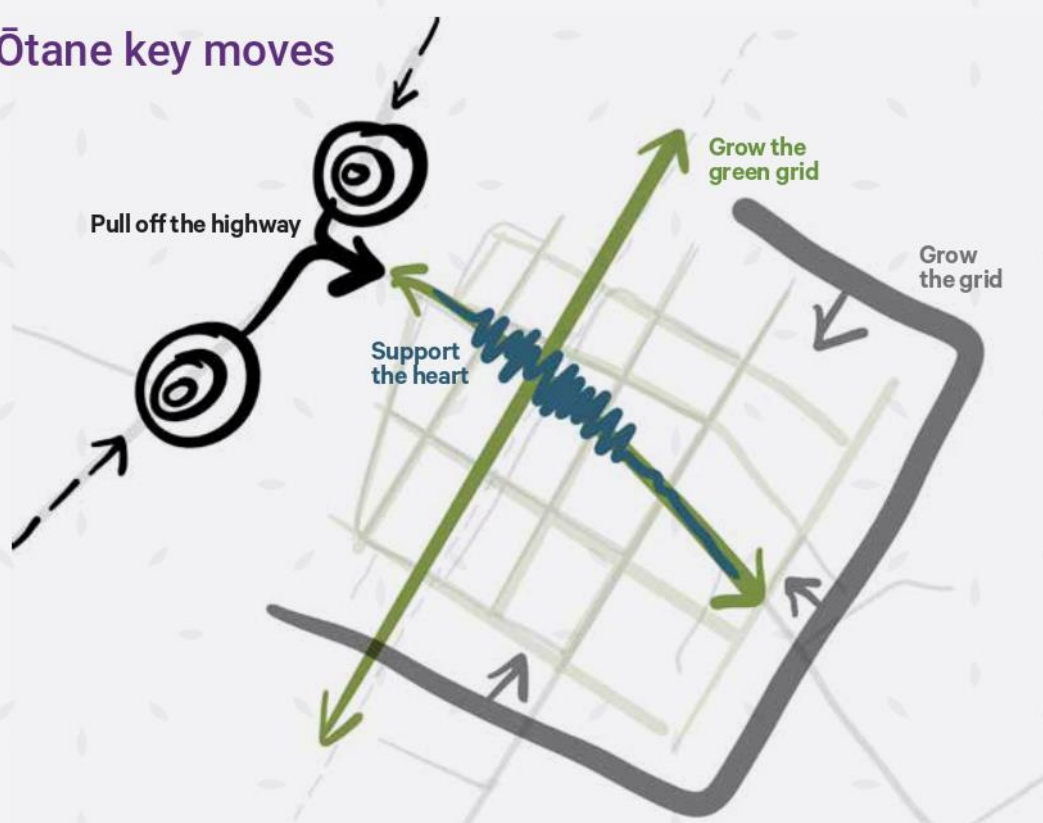 Ōtane key moves
Grow the
green grid
Pull off the highway
Grow
the grid
Support
the heart